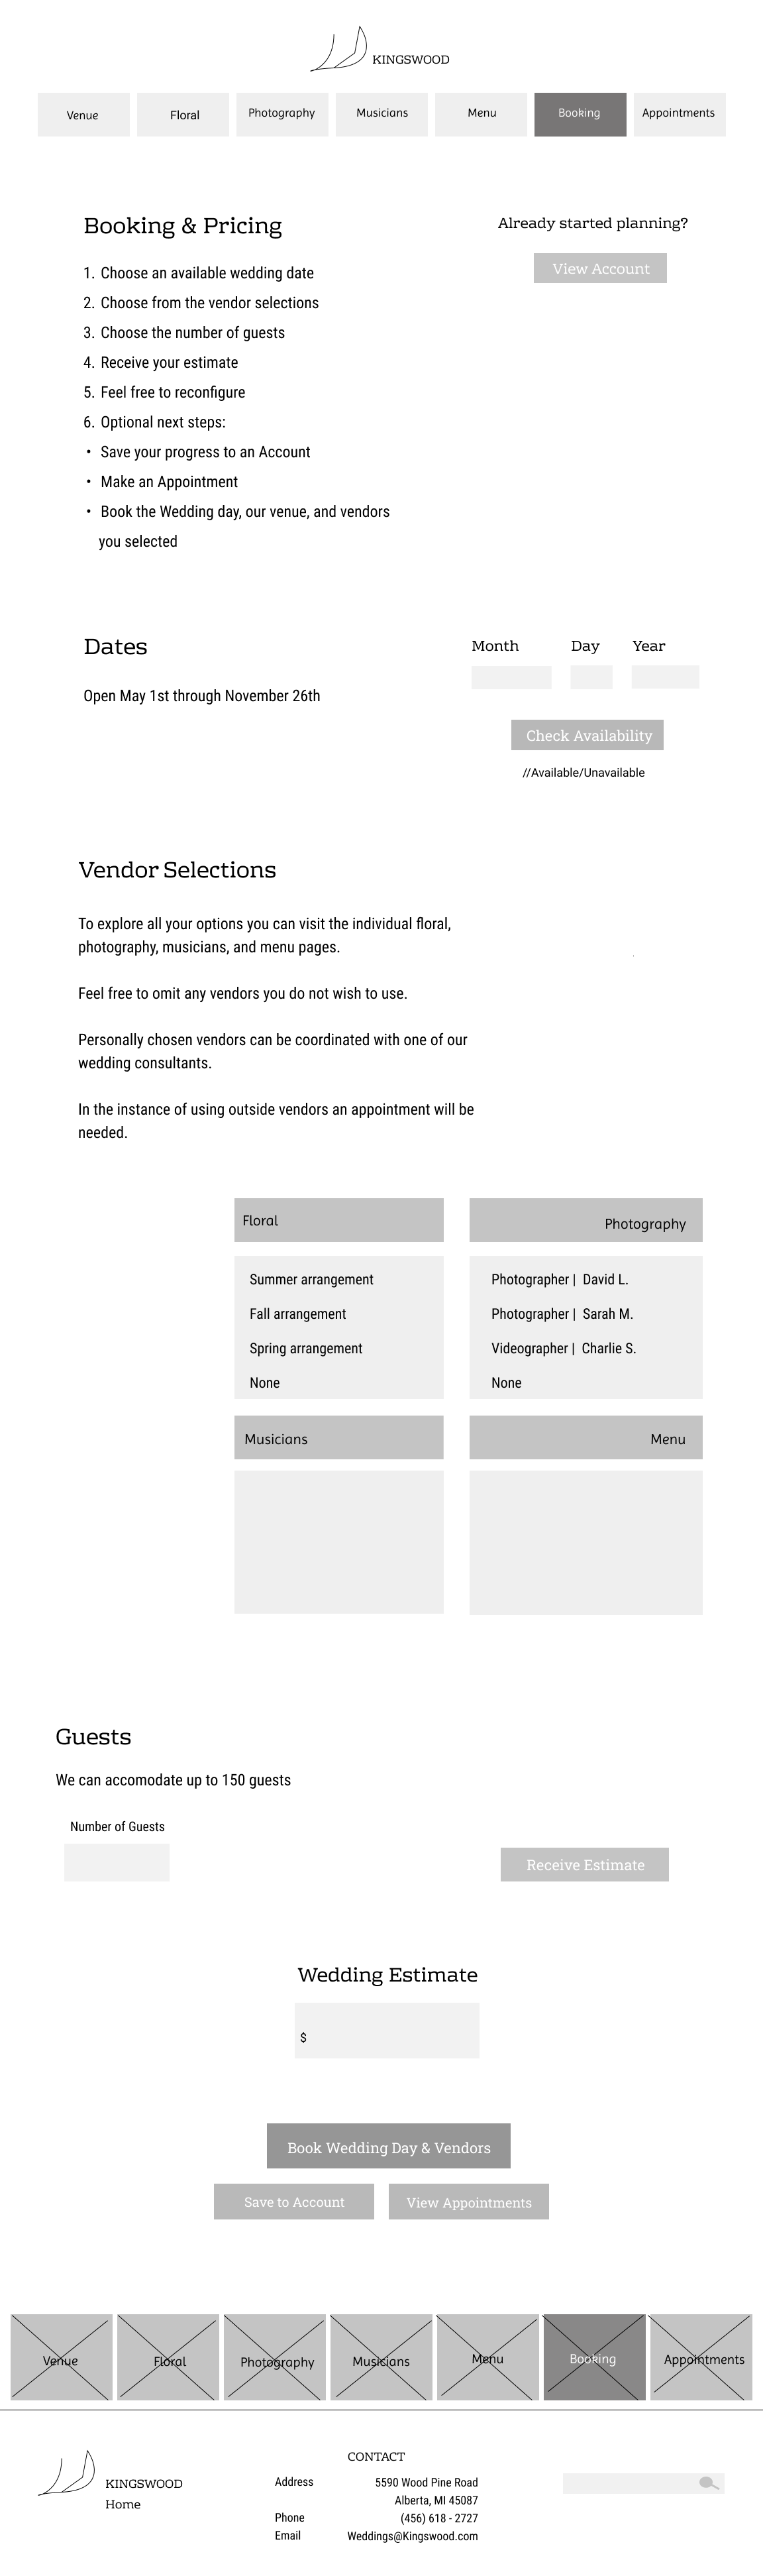 KINGSWOOD
Venue
Floral
Photography
Musicians
Menu
Booking
Appointments
Booking & Pricing
Already started planning?
View Account
1. Choose an available wedding date
2. Choose from the vendor selections
3. Choose the number of guests
4. Receive your estimate
5. Feel free to reconfigure
6. Optional next steps:
• Save your progress to an Account
• Make an Appointment
• Book the Wedding day, our venue, and vendors
you selected
Dates
Open May 1st through November 26th
Month Day Year
Check Availability
//Available/Unavailable
Vendor Selections
To explore all your options you can visit the individual floral,
photography, musicians, and menu pages.
Feel free to omit any vendors you do not wish to use.
Personally chosen vendors can be coordinated with one of our
wedding consultants.
In the instance of using outside vendors an appointment will be
needed.
Floral
Summer arrangement
Fall arrangement
Spring arrangement
None
Photography
Photographer | David L.
Photographer | Sarah M.
Videographer | Charlie S.
None
Musicians
Menu
Guests
We can accomodate up to 150 guests
Number of Guests
Receive Estimate
Wedding Estimate
$
Book Wedding Day & Vendors
Save to Account
View Appointments
Venue
Floral
Photography
Musicians
Menu
Booking
Appointments
KINGSWOOD
Home
CONTACT
Address 5590 Wood Pine Road
Alberta, MI 45087
Phone (456) 618 - 2727
Email Weddings@Kingswood.com